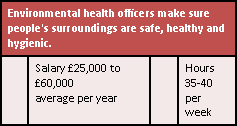 Environmental health officers make sure
people's surroundings are safe, healthy and
hygienic.
Salary £25,000 to
£60,000
average per year
Hours
35-40
per
week